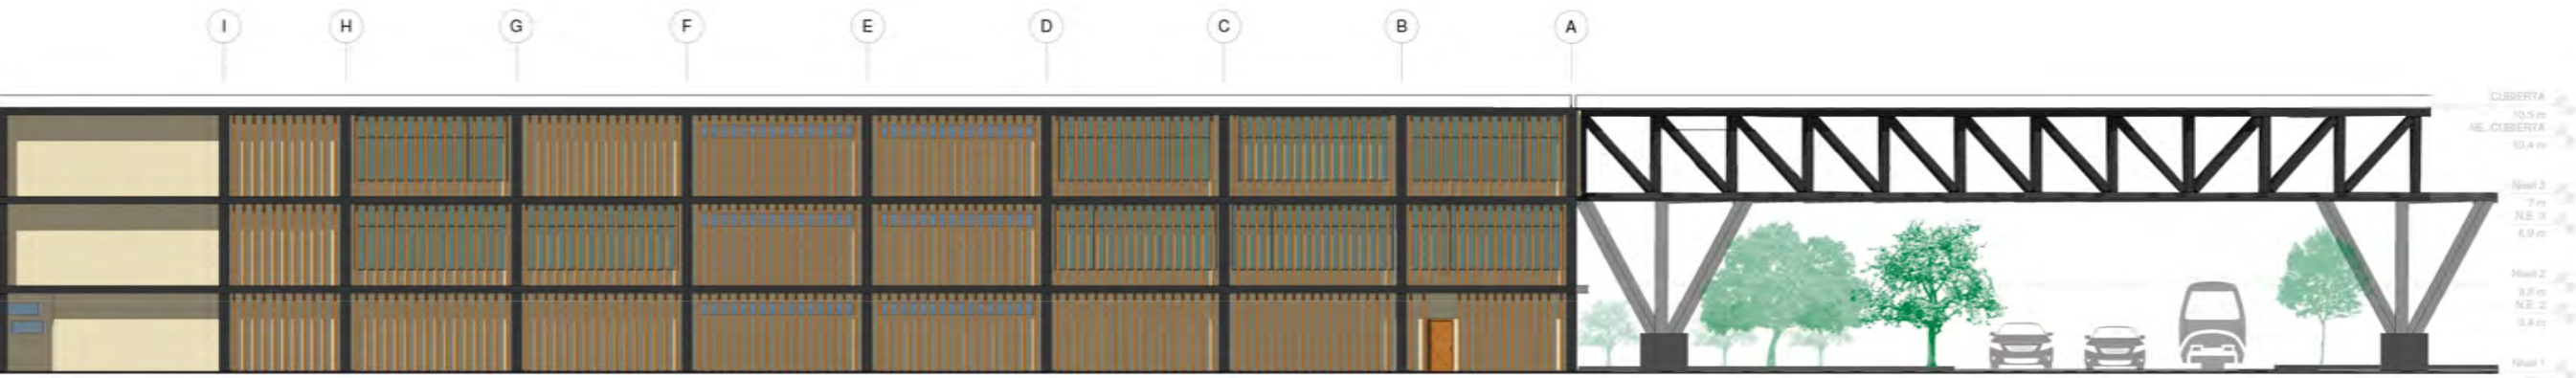 I H G F E D C B A
CUBIERTA
10.5 m
NE. CUBIERTA
10.4 m
Nivel 3
7 m
N.E. 3
6.9 m
Nivel 2
3.5 m
N.E. 2
3.4 m
Nivel 1